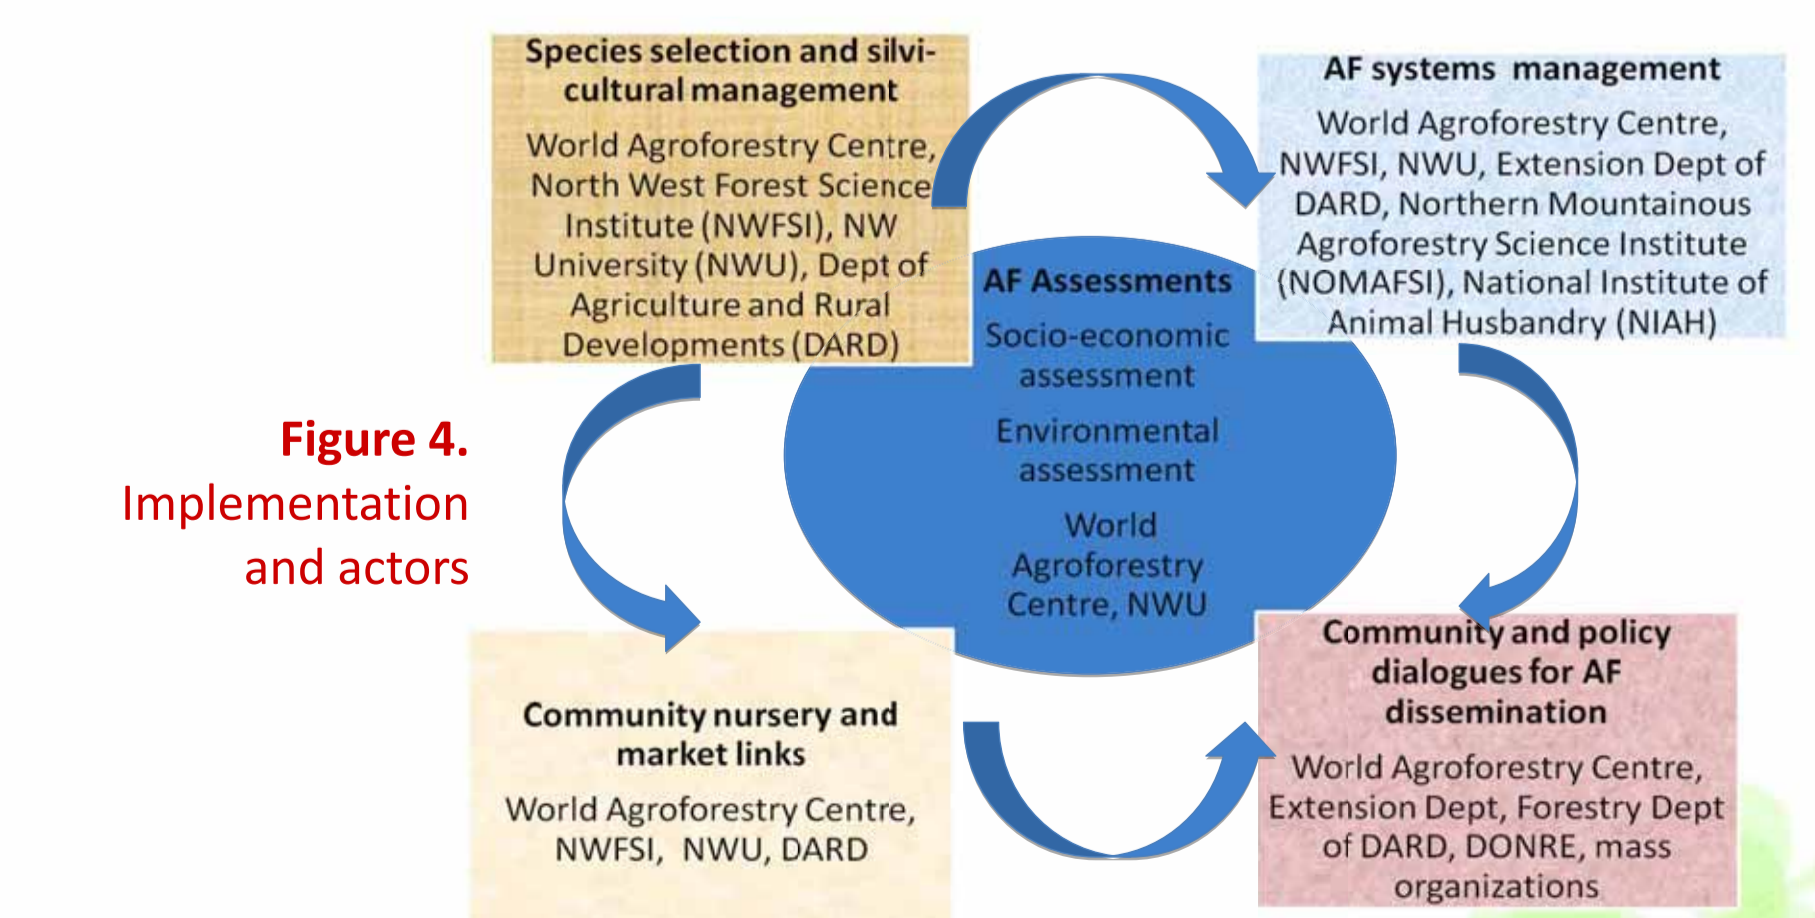 Species selection and silvi-
cultural management
World Agroforestry Centre,
North West Forest Science
Institute (NWFSI), NW
University (NWU), Dept of
Agriculture and Rural
Developments (DARD)
AF systems management
World Agroforestry Centre,
NWFSI, NWU, Extension Dept of
DARD, Northern Mountainous
Agroforestry Science Institute
(NOMAFSI), National Institute of
Animal Husbandry (NIAH)
AF Assessments
Socio-economic
assessment
Environmental
assessment
World
Agroforestry
Centre, NWU
Figure 4.
Implementation
and actors
Community nursery and
market links
World Agroforestry Centre,
NWFSI, NWU, DARD
Community and policy
dialogues for AF
dissemination
World Agroforestry Centre,
Extension Dept, Forestry Dept
of DARD, DONRE, mass
organizations